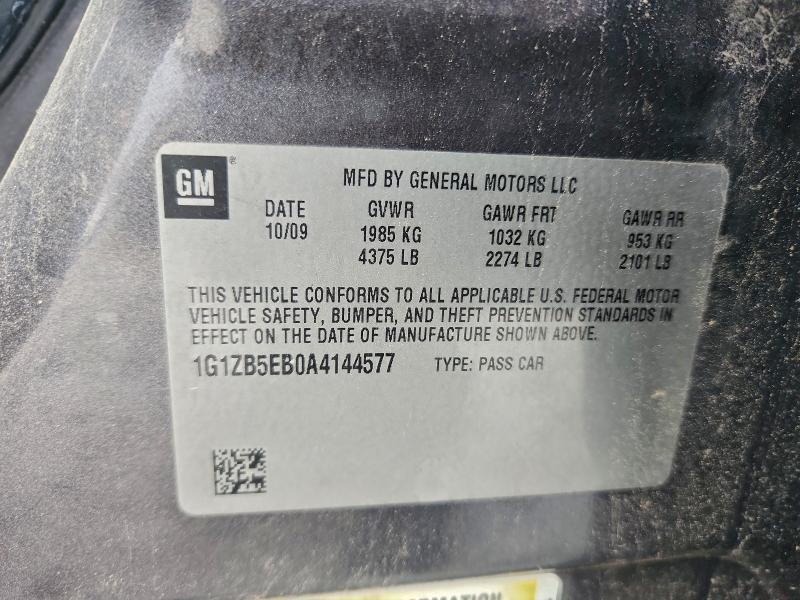 GM®
MFD BY GENERAL MOTORS LLC
DATE GVWR GAWR FRT GAWR RR
10/09 1985 KG 1032 KG 953 KG
4375 LB 2274 LB 2101 LB
THIS VEHICLE CONFORMS TO ALL APPLICABLE U.S. FEDERAL MOTOR
VEHICLE SAFETY, BUMPER, AND THEFT PREVENTION STANDARDS IN
EFFECT ON THE DATE OF MANUFACTURE SHOWN ABOVE.
1G1ZB5EB0A4144577 TYPE: PASS CAR